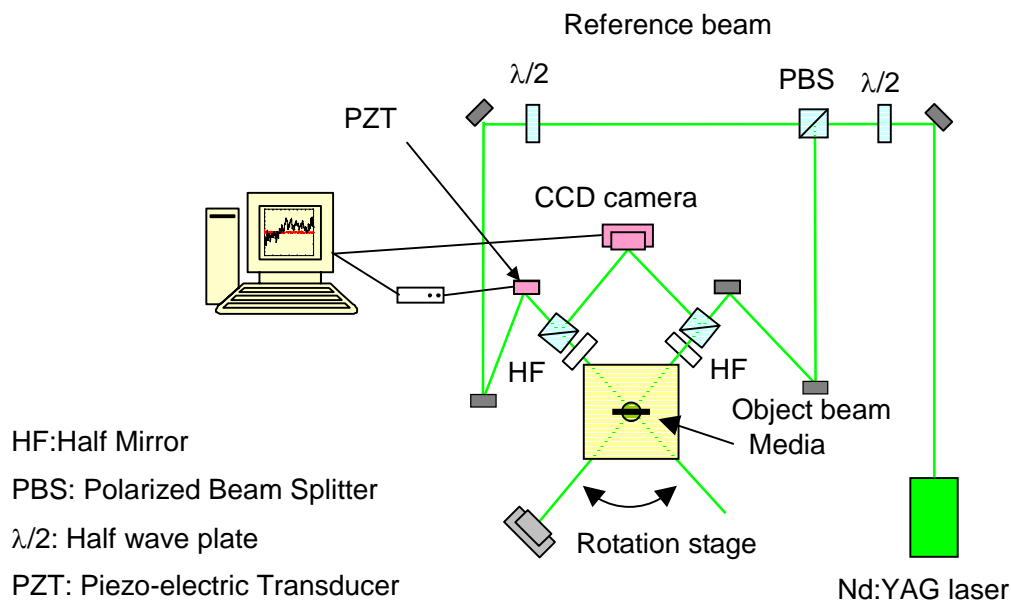 Reference beam
λ/2
PBS
λ/2
PZT
CCD camera
HF
HF
Object beam
Media
HF:Half Mirror
PBS: Polarized Beam Splitter
λ/2: Half wave plate
Rotation stage
PZT: Piezo-electric Transducer
Nd:YAG laser